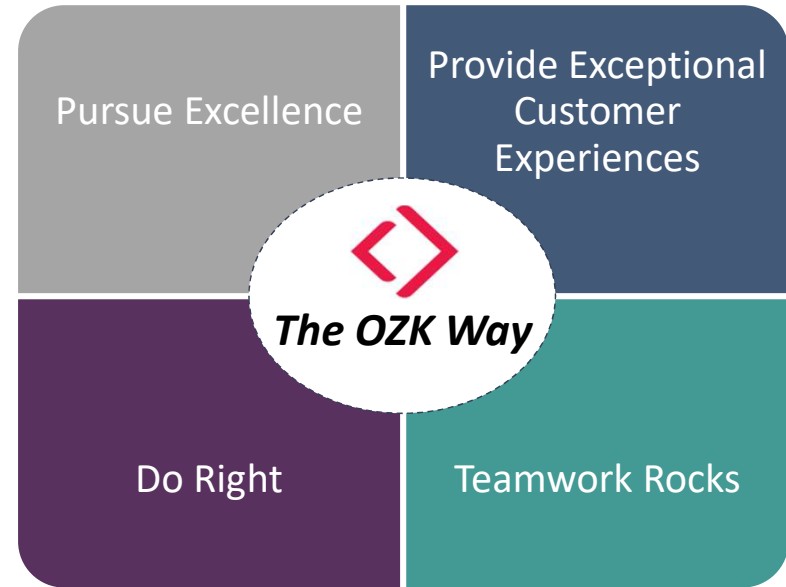 Pursue Excellence
Provide Exceptional
Customer
Experiences
The OZK Way
Do Right
Teamwork Rocks